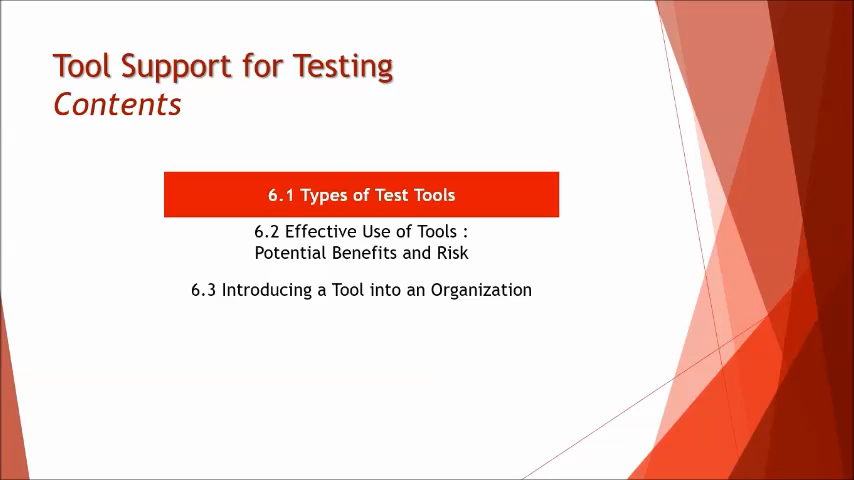 Tool Support for Testing
Contents
6.1 Types of Test Tools
6.2 Effective Use of Tools :
Potential Benefits and Risk
6.3 Introducing a Tool into an Organization